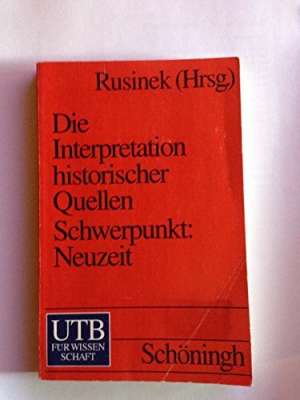 Rusinek (Hrsg)
Die
Interpretation
historischer
Quellen
Schwerpunkt:
Neuzeit
UTB
FÜR WISSEN
SCHAFT
Schöningh